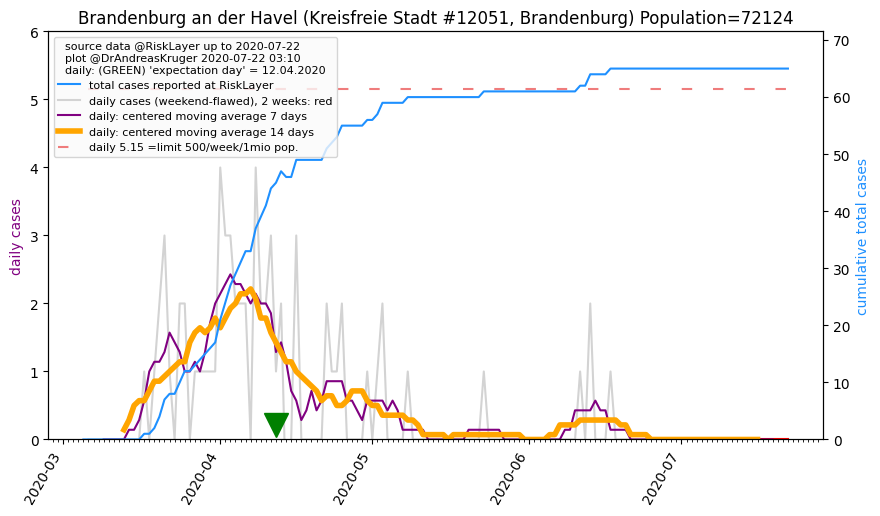 Brandenburg an der Havel (Kreisfreie Stadt #12051, Brandenburg) Population=72124
source data @RiskLayer up to 2020-07-22
plot @DrAndreasKruger 2020-07-22 03:10
daily: (GREEN) 'expectation day' = 12.04.2020
total cases reported at RiskLayer
daily cases (weekend-flawed), 2 weeks: red
daily: centered moving average 7 days
daily: centered moving average 14 days
daily 5.15 =limit 500/week/1mio pop.
daily cases
6
5
4
3
2
1
0
cumulative total cases
70
60
50
40
30
20
10
0
2020-03
2020-04
2020-05
2020-06
2020-07